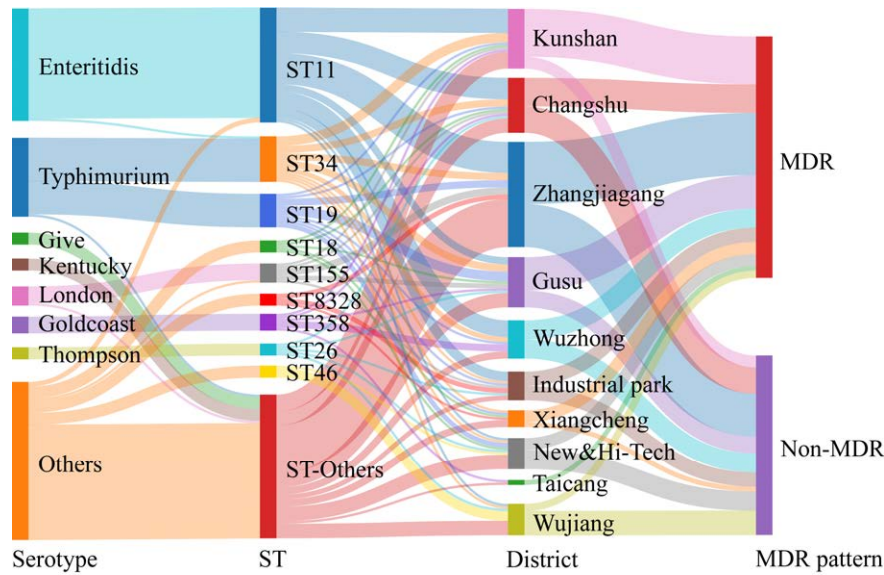 Enteritidis
Typhimurium
Give
Kentucky
London
Goldcoast
Thompson
Others
Serotype
ST11
ST34
ST19
ST18
ST155
ST8328
ST358
ST26
ST46
ST-Others
ST
Kunshan
Changshu
Zhangjiagang
Gusu
Wuzhong
Industrial park
Xiangcheng
New&Hi-Tech
Taicang
Wujiang
District
MDR
Non-MDR
MDR pattern